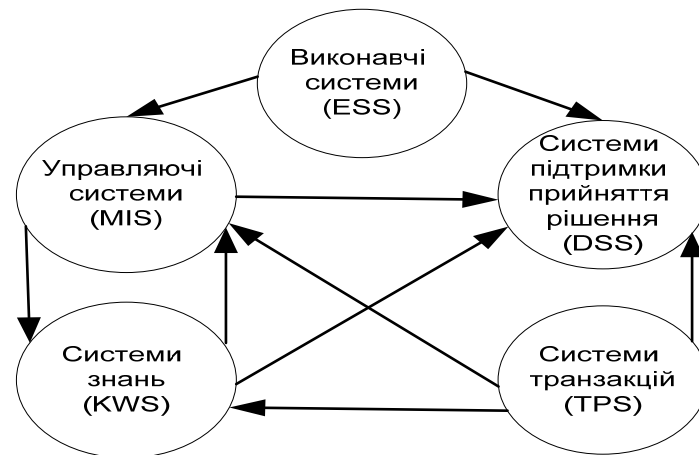 Виконавчі
системи
(ESS)
Управляючі
системи
(MIS)
Системи
підтримки
прийняття
рішення
(DSS)
Системи
знань
(KWS)
Системи
транзакцій
(TPS)